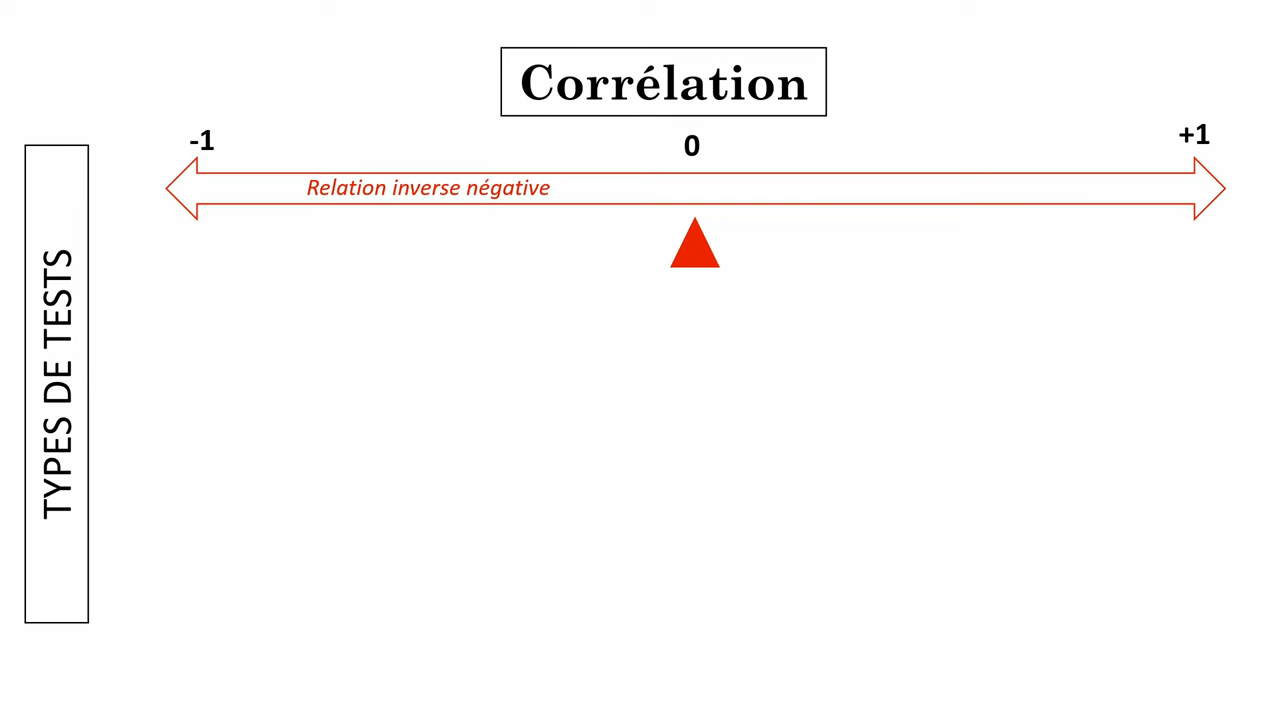 Corrélation
-1
0
+1
Relation inverse négative
TYPES DE TESTS